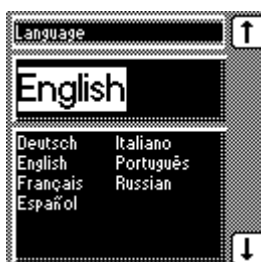 Language
English
Deutsch Italiano
English Português
Français Russian
Español